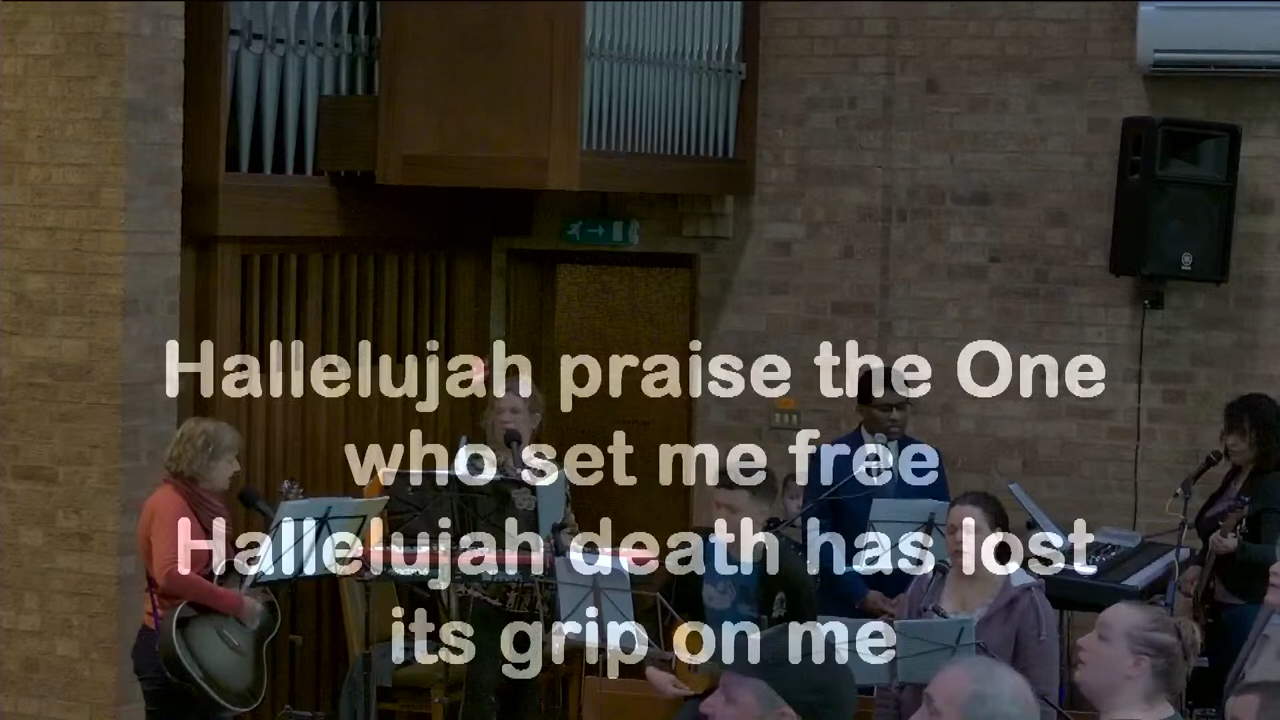 Hallelujah praise the One
who set me free
Hallelujah death has lost
its grip on me